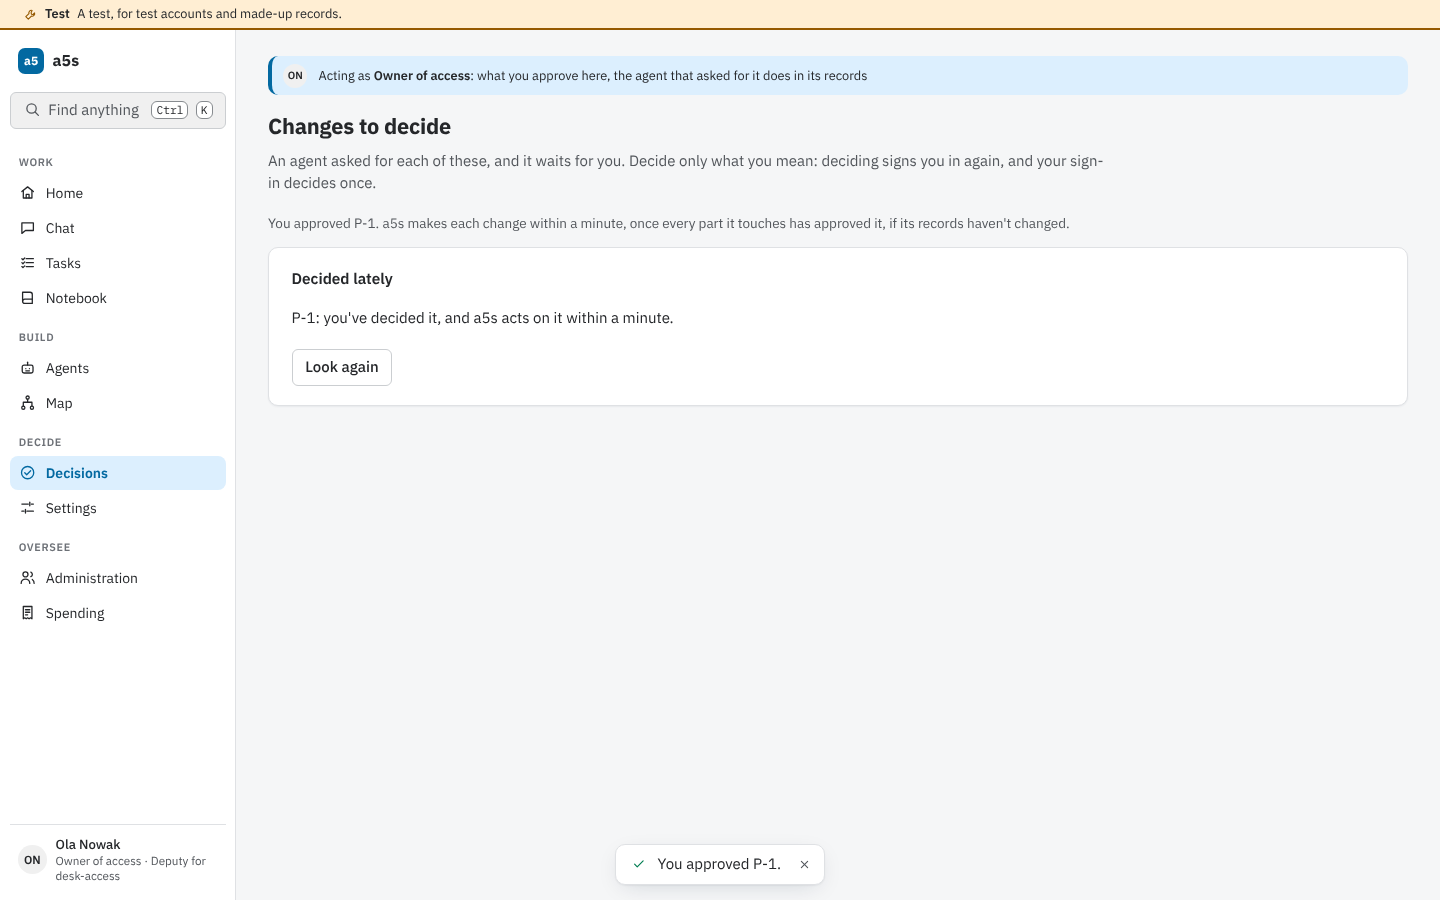 Test A test, for test accounts and made-up records.
a5 a5s
Find anything Ctrl K
WORK
Home
Chat
Tasks
Notebook
BUILD
Agents
Map
DECIDE
Decisions
Settings
OVERSEE
Administration
Spending
ON Ola Nowak
Owner of access · Deputy for
desk-access
ON Acting as Owner of access: what you approve here, the agent that asked for it does in its records
Changes to decide
An agent asked for each of these, and it waits for you. Decide only what you mean: deciding signs you in again, and your sign-
in decides once.
You approved P-1. a5s makes each change within a minute, once every part it touches has approved it, if its records haven't changed.
Decided lately
P-1: you've decided it, and a5s acts on it within a minute.
Look again
You approved P-1.